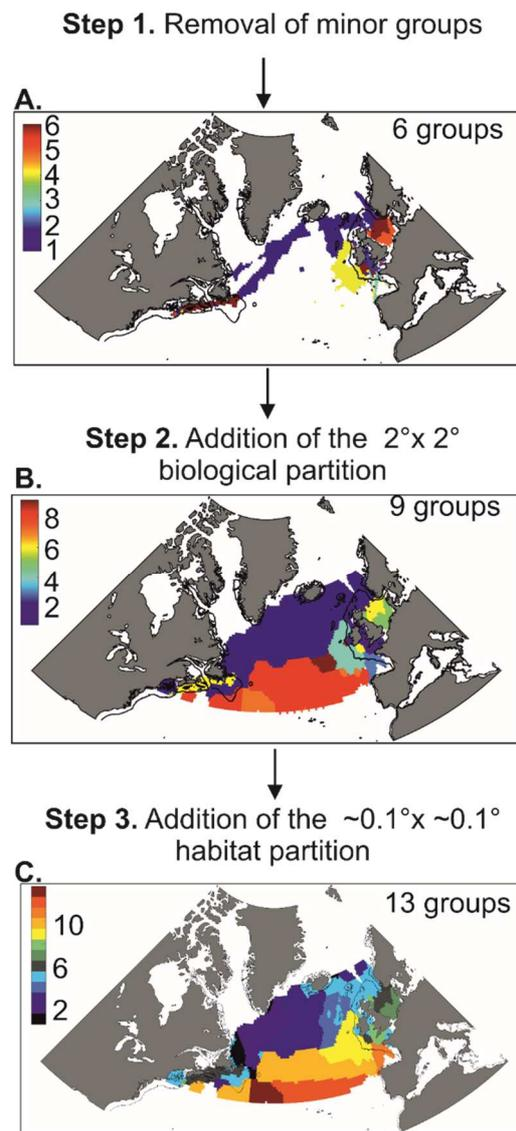 Step 1. Removal of minor groups
A.
6 groups
6
5
4
3
2
1
Step 2. Addition of the 2°x 2°
biological partition
B.
9 groups
8
6
4
2
Step 3. Addition of the ~0.1°x ~0.1°
habitat partition
C.
13 groups
10
6
2